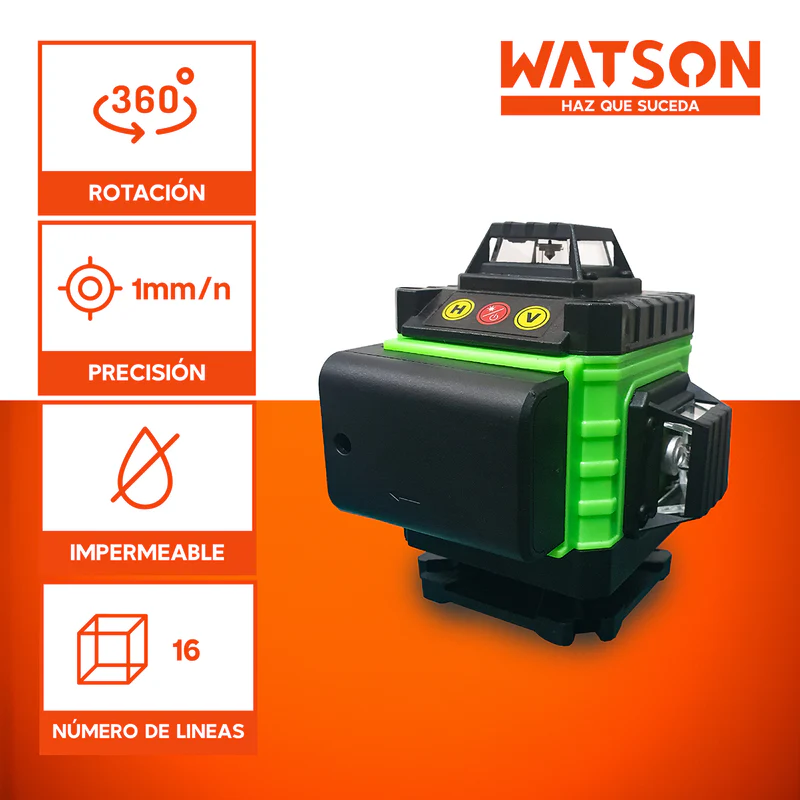 WATSON
HAZ QUE SUCEDA
360°
ROTACIÓN
1mm/n
PRECISIÓN
IMPERMEABLE
16
NÚMERO DE LINEAS
H
V